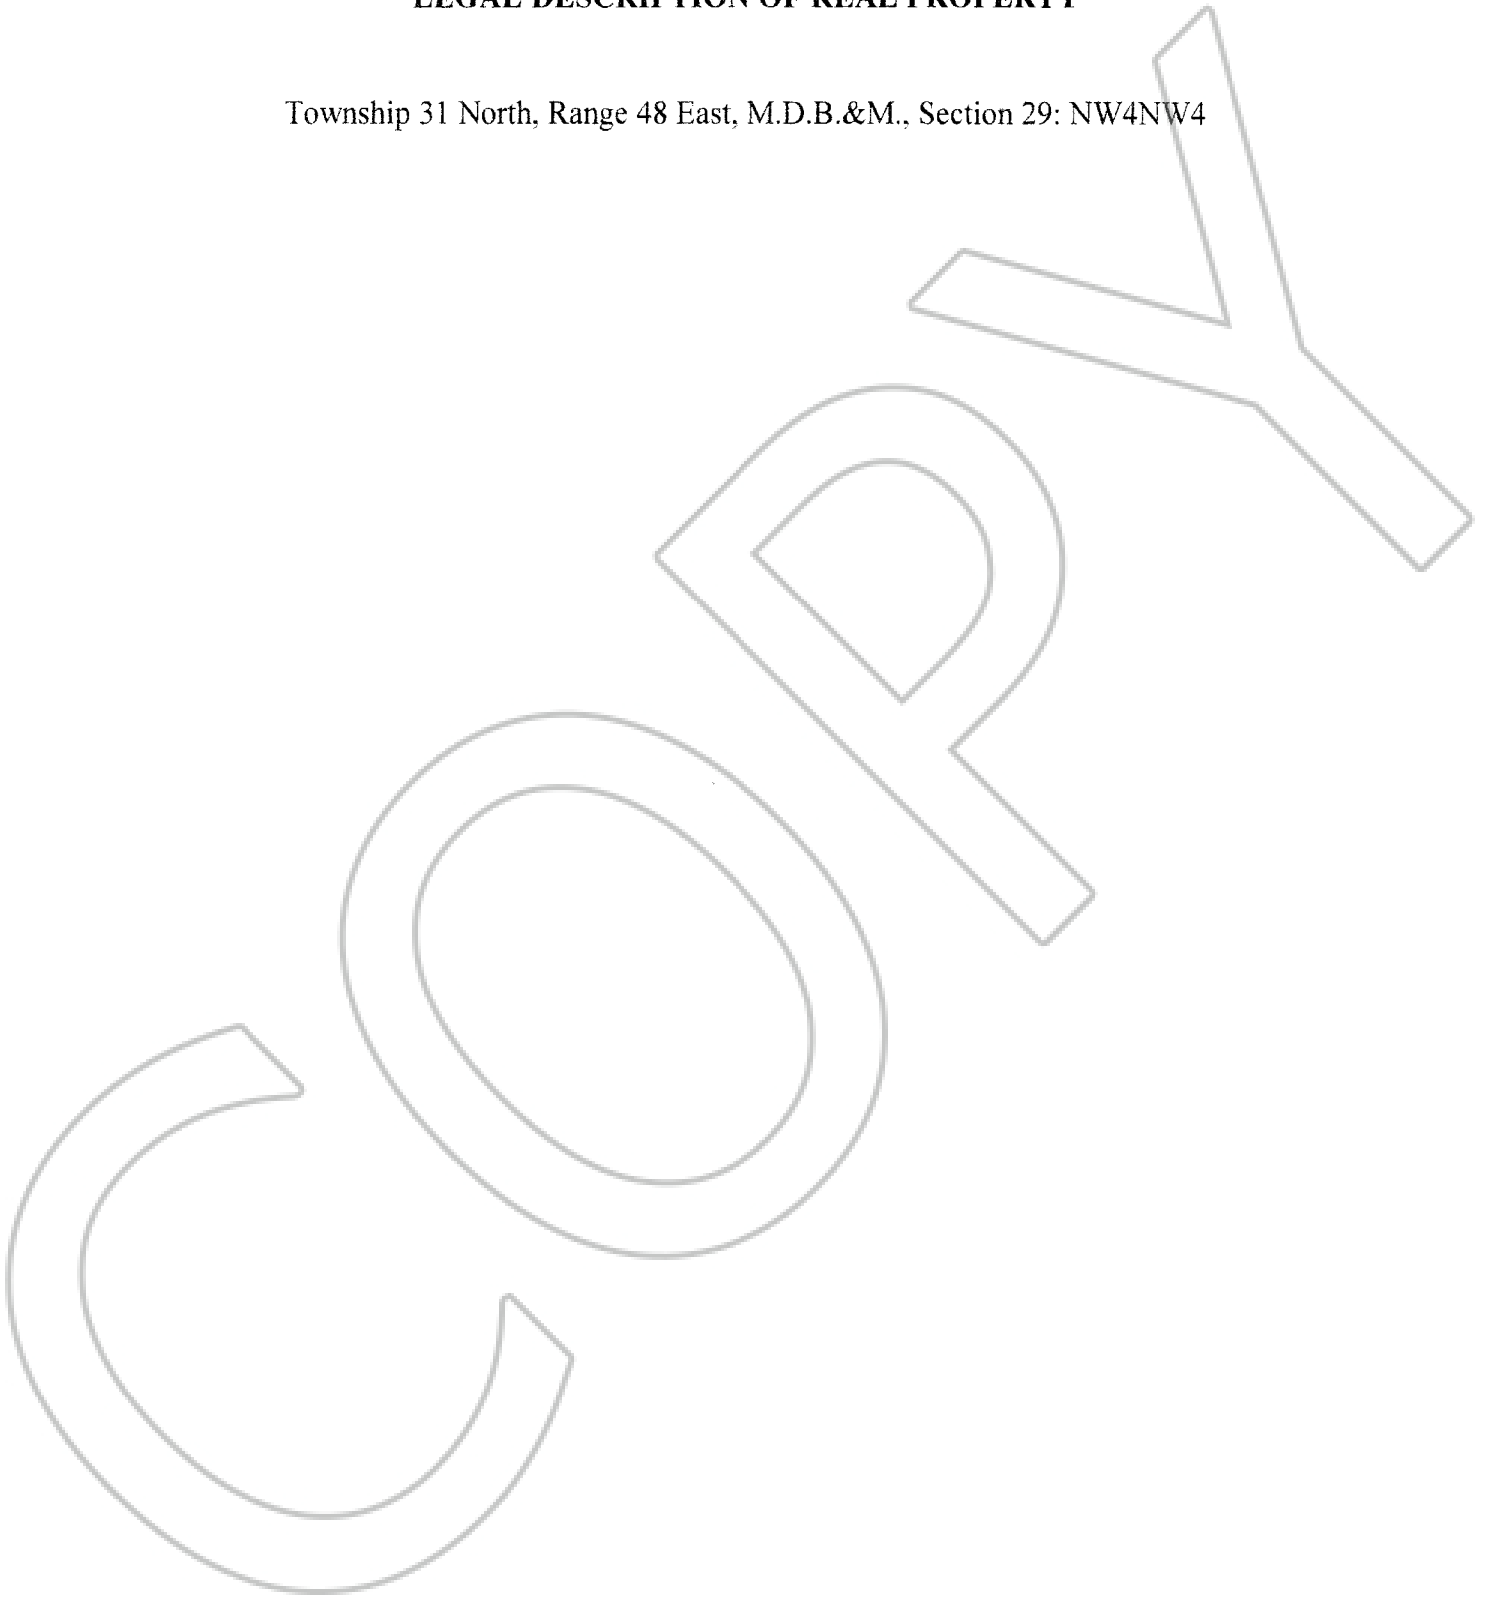 LEGAL DESCRIPTION OF REAL PROPERTY
Township 31 North, Range 48 East, M.D.B.&M., Section 29: NW4NW4
COPY